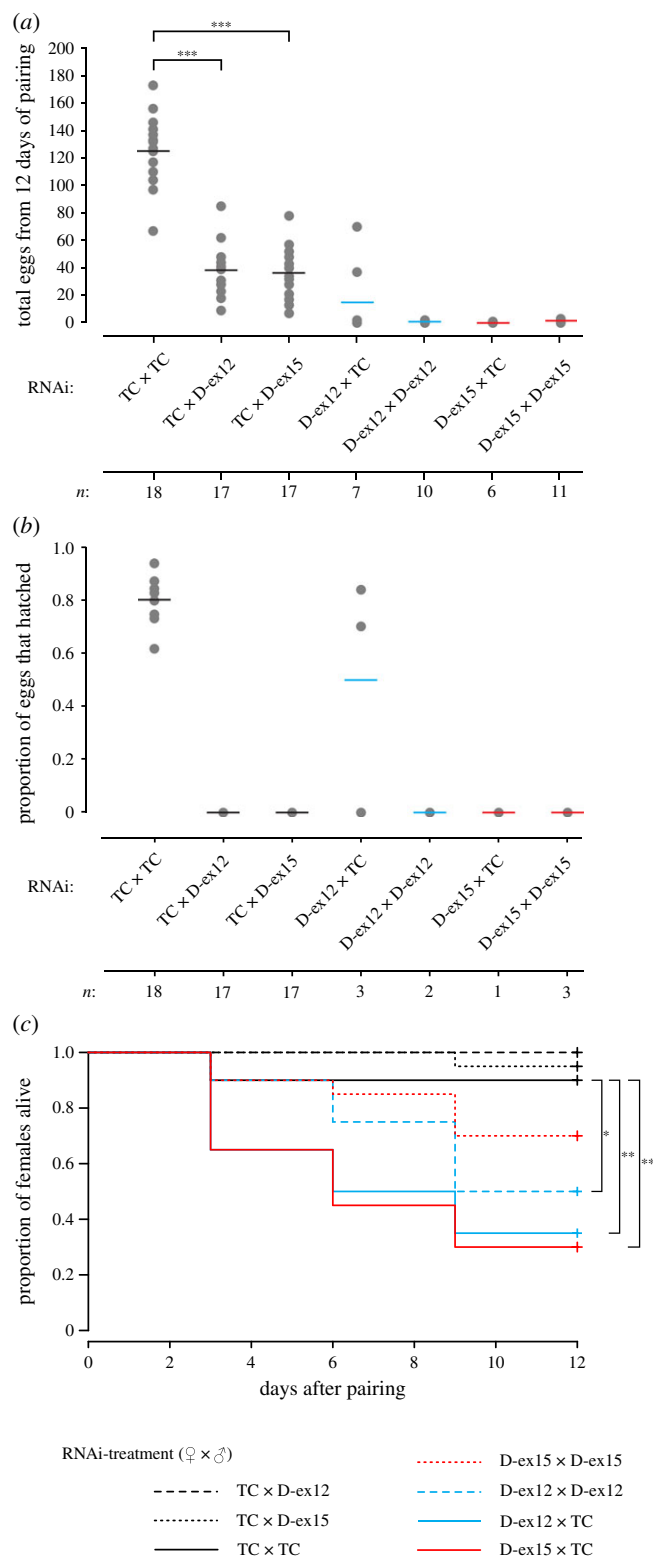 (a)
***
***
total eggs from 12 days of pairing
200
180
160
140
120
100
80
60
40
20
0
RNAi:
TC × TC
TC × D-ex12
TC × D-ex15
D-ex12 × TC
D-ex12 × D-ex12
D-ex15 × TC
D-ex15 × D-ex15
n: 18 17 17 7 10 6 11
(b)
proportion of eggs that hatched
1.0
0.8
0.6
0.4
0.2
0
RNAi:
TC × TC
TC × D-ex12
TC × D-ex15
D-ex12 × TC
D-ex12 × D-ex12
D-ex15 × TC
D-ex15 × D-ex15
n: 18 17 17 3 2 1 3
(c)
proportion of females alive
1.0
0.8
0.6
0.4
0.2
0
*
**
**
0 2 4 6 8 10 12
days after pairing
RNAi-treatment (♀ × ♂)
TC × D-ex12
TC × D-ex15
TC × TC
D-ex15 × D-ex15
D-ex12 × D-ex12
D-ex12 × TC
D-ex15 × TC